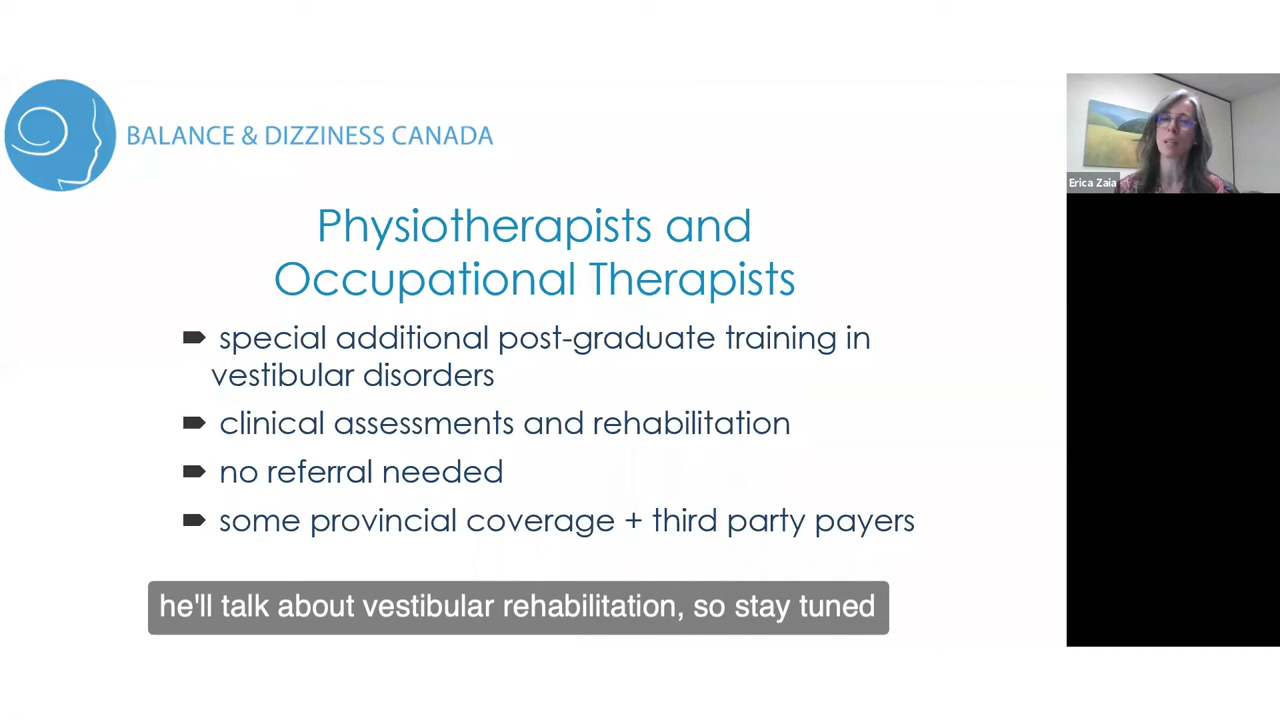 BALANCE & DIZZINESS CANADA
Erica Zaia
Physiotherapists and
Occupational Therapists
special additional post-graduate training in
vestibular disorders
clinical assessments and rehabilitation
no referral needed
some provincial coverage + third party payers
he'll talk about vestibular rehabilitation, so stay tuned